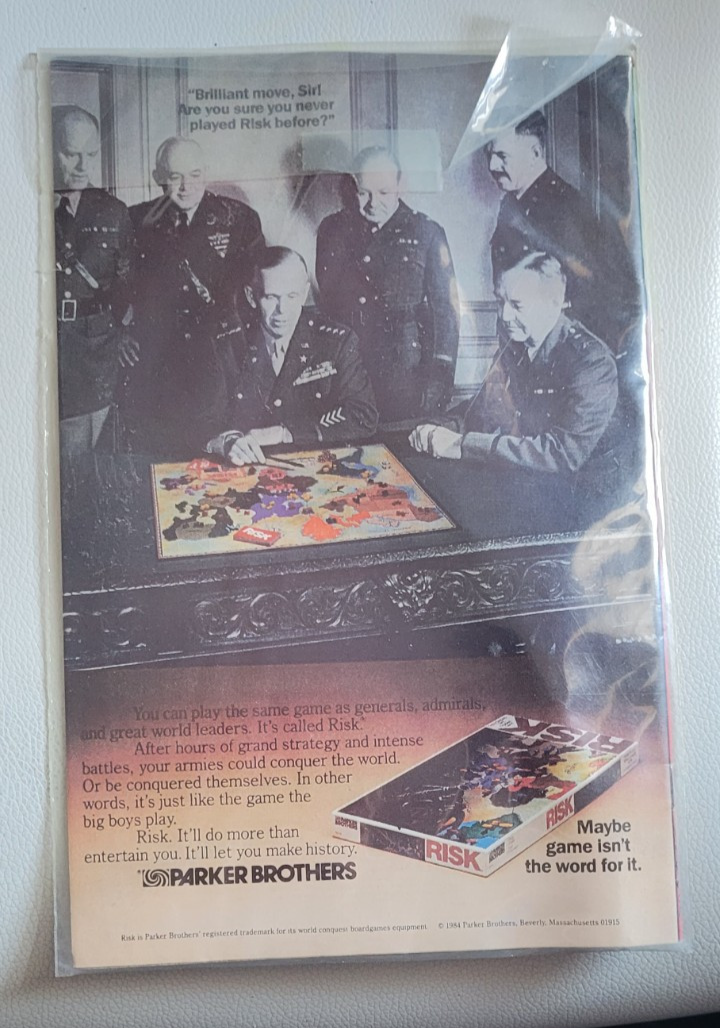 "Brilliant move, Sir!
Are you sure you never
played Risk before?"
RISK
You can play the same game as generals, admirals,
and great world leaders. It's called Risk.®
After hours of grand strategy and intense
battles, your armies could conquer the world.
Or be conquered themselves. In other
words, it's just like the game the
big boys play.
Risk. It'll do more than
entertain you. It'll let you make history.
PARKER BROTHERS
RISK
RISK
RISK
Maybe
game isn't
the word for it.
Risk is Parker Brothers' registered trademark for its world conquest boardgames equipment © 1984 Parker Brothers, Beverly, Massachusetts 01915